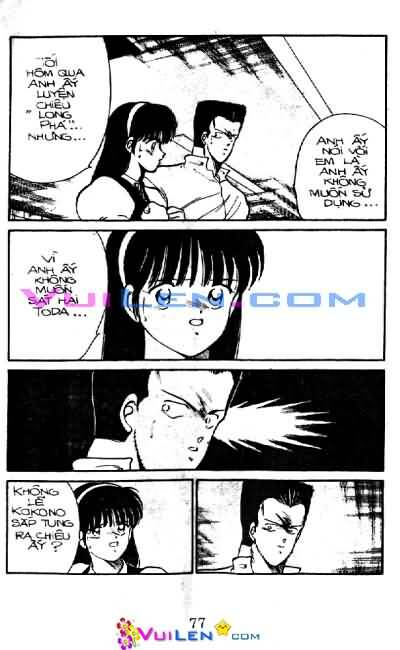 TỐI
HÔM QUA
ANH ẤY
LUYỆN
CHIÊU
"LONG
PHÁ"...
NHƯNG...
ANH ẤY
NÓI VỚI
EM LÀ
ANH ẤY
KHÔNG
MUỐN SỬ
DỤNG...
VÌ
ANH ẤY
KHÔNG
MUỐN
SÁT HẠI
TODA...
VUILEN.COM
KHÔNG
LẼ
KAKONO
SẮP TUNG
RA CHIÊU
ẤY?
77
VUILEN.COM